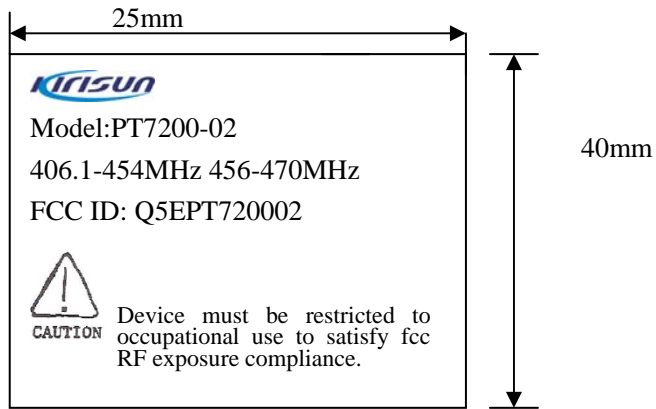 25mm
Kirisun
Model:PT7200-02
406.1-454MHz 456-470MHz
40mm
FCC ID: Q5EPT720002
CAUTION
Device must be restricted to
occupational use to satisfy fcc
RF exposure compliance.